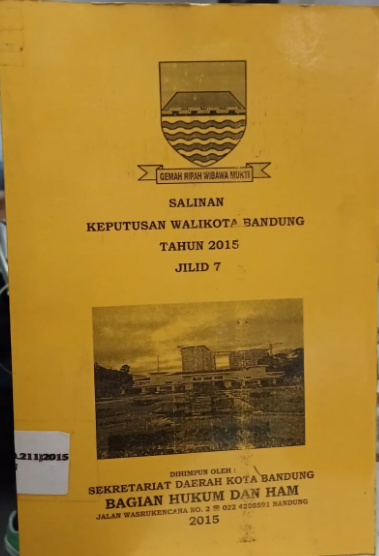 GEMAH RIPAH WIBAWA MUKTI
SALINAN
KEPUTUSAN WALIKOTA BANDUNG
TAHUN 2015
JILID 7
.211/2015
DIHIMPUN OLEH :
SEKRETARIAT DAERAH KOTA BANDUNG
BAGIAN HUKUM DAN HAM
JALAN WASTUKENCANA NO. 2 ☏ 022 4208591 BANDUNG
2015